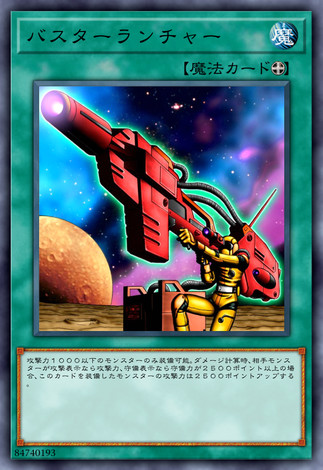 バスターランチャー
魔
【魔法カード】
攻撃力１０００以下のモンスターのみ装備可能。ダメージ計算時、相手モンス
ターが攻撃表示なら攻撃力、守備表示なら守備力が２５００ポイント以上の場
合、このカードを装備したモンスターの攻撃力は２５００ポイントアップする
。
84740193